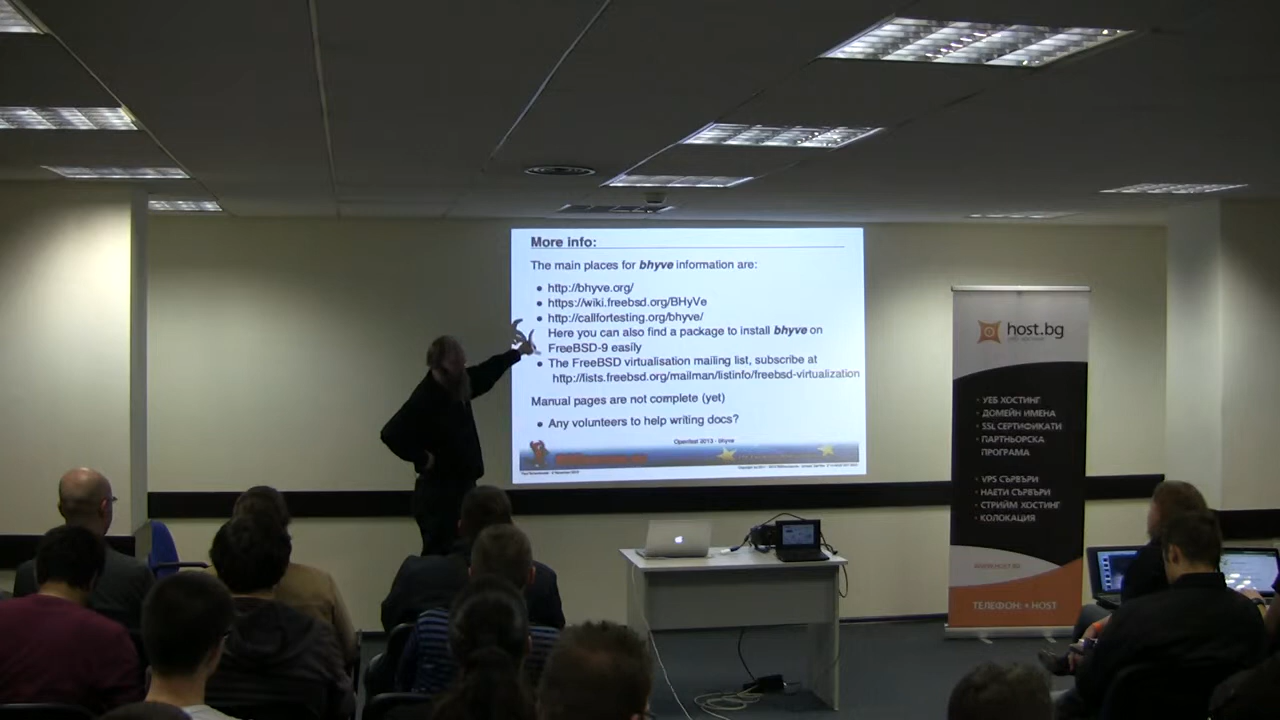 More info:
The main places for bhyve information are:
http://bhyve.org/
https://wiki.freebsd.org/BHyVe
http://callfortesting.org/bhyve/
Here you can also find a package to install bhyve on
FreeBSD-9 easily
The FreeBSD virtualisation mailing list, subscribe at
http://lists.freebsd.org/mailman/listinfo/freebsd-virtualization
Manual pages are not complete (yet)
Any volunteers to help writing docs?
Openfest 2013 - bhyve
host.bg
УЕБ ХОСТИНГ
ДОМЕЙН ИМЕНА
SSL СЕРТИФИКАТИ
ПАРТНЬОРСКА
ПРОГРАМА
VPS СЪРВЪРИ
НАЕТИ СЪРВЪРИ
СТРИЙМ ХОСТИНГ
КОЛОКАЦИЯ
WWW.HOST.BG
ТЕЛЕФОН: • HOST